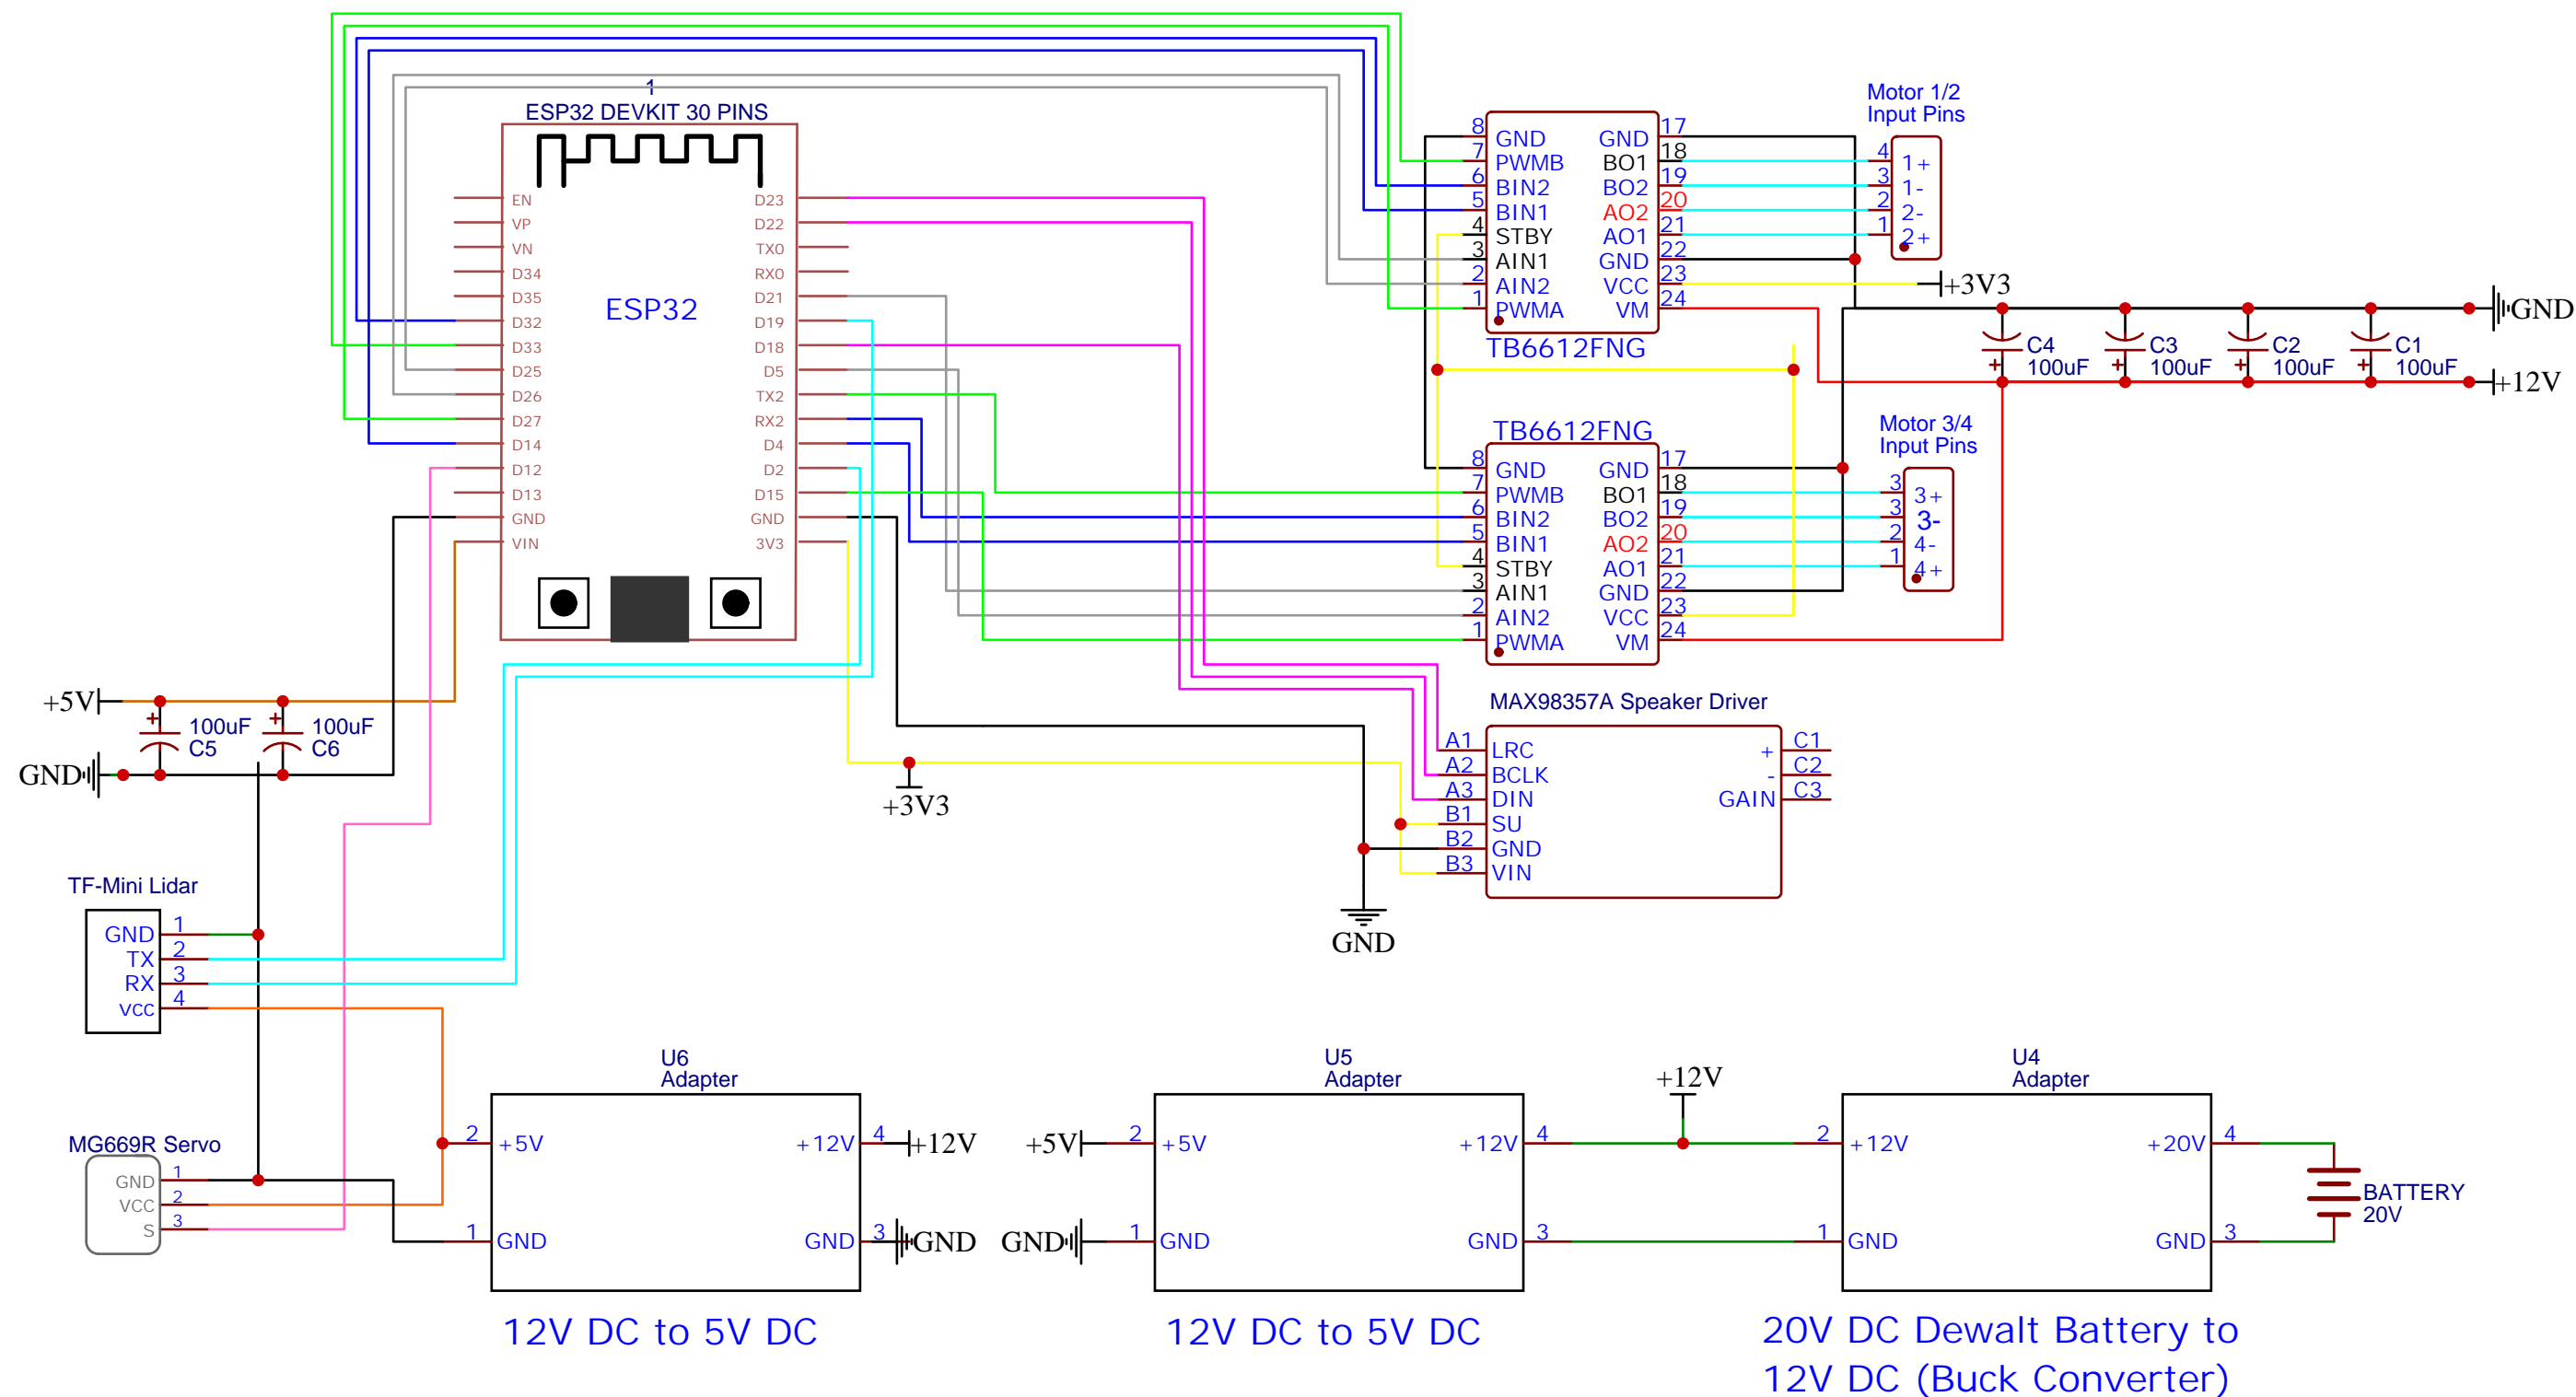 1
ESP32 DEVKIT 30 PINS
ESP32
EN
VP
VN
D34
D35
D32
D33
D25
D26
D27
D14
D12
D13
GND
VIN
D23
D22
TX0
RX0
D21
D19
D18
D5
TX2
RX2
D4
D2
D15
GND
3V3
8 GND GND 17
7 PWMB BO1 18
6 BIN2 BO2 19
5 BIN1 AO2 20
4 STBY AO1 21
3 AIN1 GND 22
2 AIN2 VCC 23
1 PWMA VM 24
TB6612FNG
Motor 1/2
Input Pins
4 1+
3 1-
2 2-
1 2+
+3V3
GND
C4
100uF
C3
100uF
C2
100uF
C1
100uF
+12V
TB6612FNG
8 GND GND 17
7 PWMB BO1 18
6 BIN2 BO2 19
5 BIN1 AO2 20
4 STBY AO1 21
3 AIN1 GND 22
2 AIN2 VCC 23
1 PWMA VM 24
Motor 3/4
Input Pins
3 3+
3 3-
2 4-
1 4+
+5V
100uF
C5
100uF
C6
GND
+3V3
MAX98357A Speaker Driver
A1 LRC + C1
A2 BCLK - C2
A3 DIN GAIN C3
B1 SU
B2 GND
B3 VIN
GND
TF-Mini Lidar
GND 1
TX 2
RX 3
VCC 4
MG669R Servo
GND 1
VCC 2
S 3
U6
Adapter
2 +5V +12V 4 +12V
1 GND GND 3 GND
12V DC to 5V DC
U5
Adapter
+5V 2 +5V +12V 4
GND 1 GND GND 3
12V DC to 5V DC
+12V
U4
Adapter
2 +12V +20V 4
1 GND GND 3
BATTERY
20V
20V DC Dewalt Battery to
12V DC (Buck Converter)